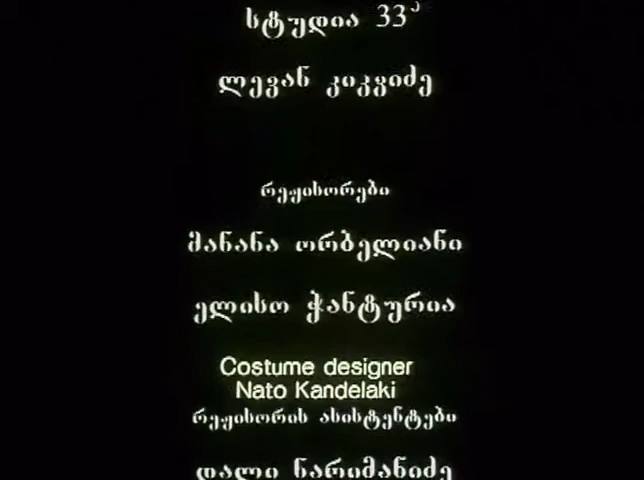 სტუდია 33
ლევან კიკვიძე
რეჟისორები
მანანა ორბელიანი
ელისო ჭანტურია
Costume designer
Nato Kandelaki
რეჟისორის ასისტენტები
დალი ნარიმანიძე